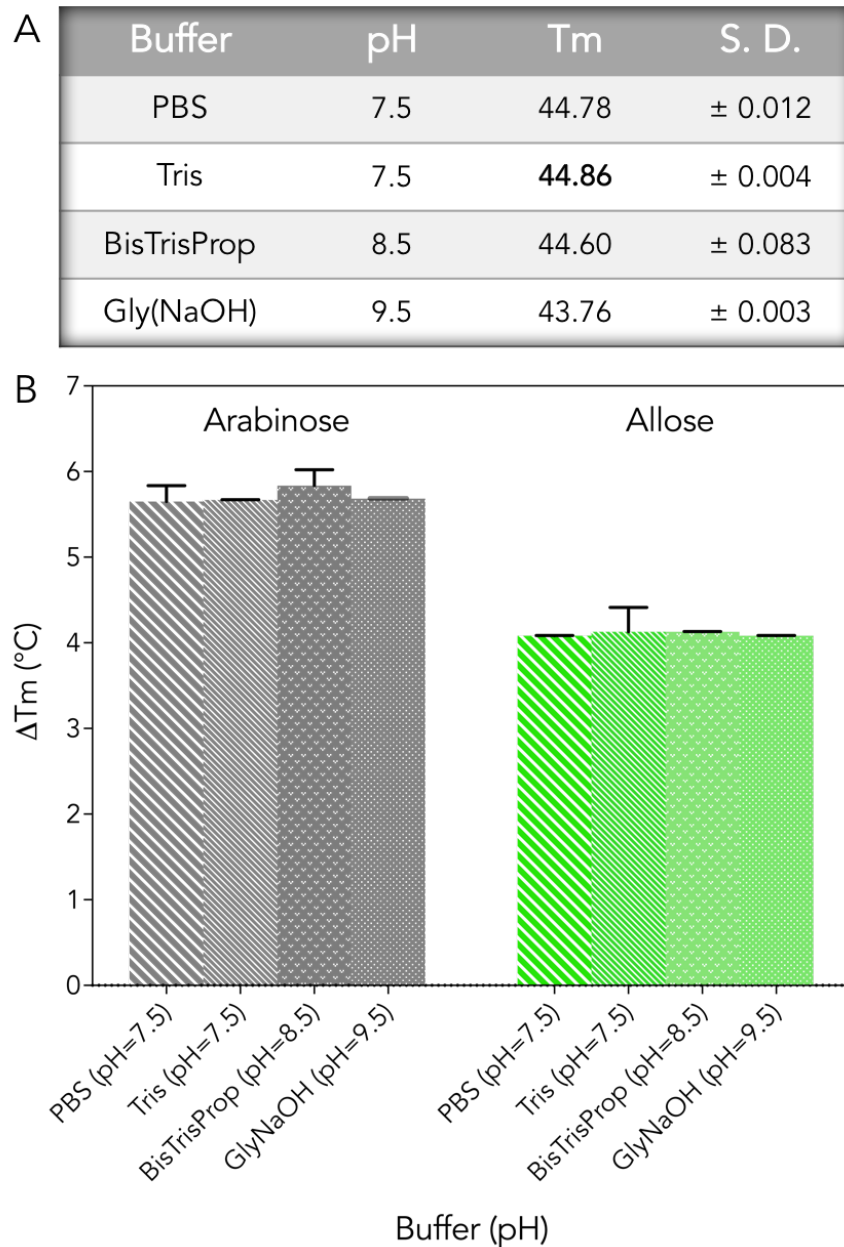 A
Buffer pH Tm S. D.
PBS 7.5 44.78 ± 0.012
Tris 7.5 44.86 ± 0.004
BisTrisProp 8.5 44.60 ± 0.083
Gly(NaOH) 9.5 43.76 ± 0.003
B
Arabinose Allose
7
6
5
4
3
2
1
0
ΔTm (°C)
PBS (pH=7.5)
Tris (pH=7.5)
BisTrisProp (pH=8.5)
GlyNaOH (pH=9.5)
PBS (pH=7.5)
Tris (pH=7.5)
BisTrisProp (pH=8.5)
GlyNaOH (pH=9.5)
Buffer (pH)